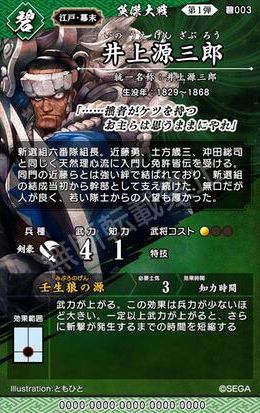 碧
江戸・幕末
英傑大戦
第1弾
碧003
いのうえ げんざぶろう
井上源三郎
統一名称：井上源三郎
生没年：1829～1868
「……拙者がケツを持つ
おぬしらは思うままにやれ」
新選組六番隊組長。近藤勇、土方歳三、沖田総司
と同じく天然理心流に入門し免許皆伝を受ける。
同門の近藤らとは強い絆で結ばれており、新選
組の結成当初から幹部として支え続けた。無口だが
人が良く、若い隊士からの人望も厚かった。
兵種 武力 知力 武将コスト
剣豪 4 1 特技
みぶろのげん
壬生狼の源
必要士気 3
効果時間 知力時間
効果範囲
武力が上がる。この効果は兵力が少ないほ
ど大きい。一定以上武力が上がると、さら
に斬撃が発生するまでの時間を短縮する
Illustration:ともひと
©SEGA
0000-0000-0000-0000-0000